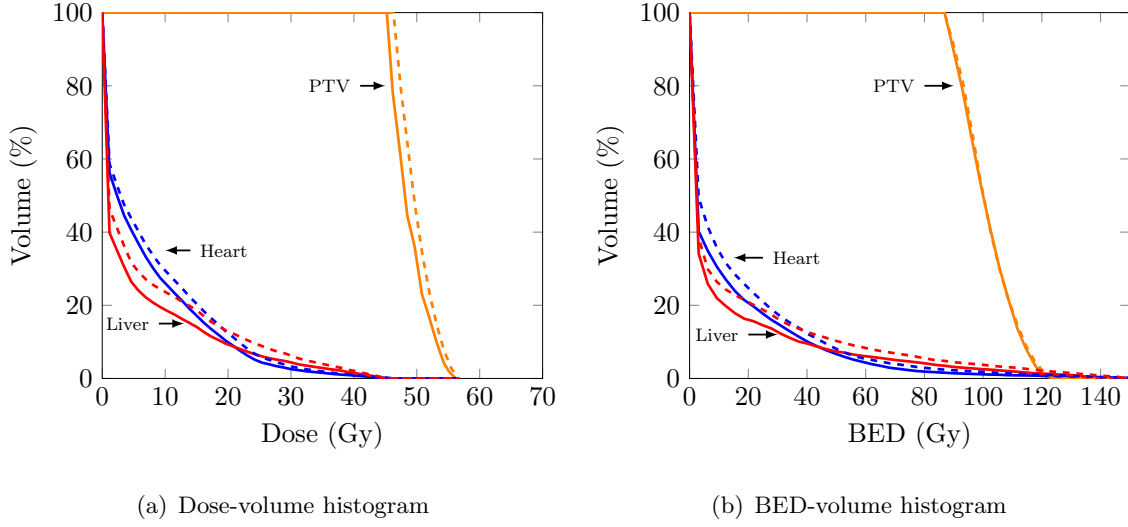 100
80
60
40
20
0
Volume (%)
PTV
Heart
Liver
0 10 20 30 40 50 60 70
Dose (Gy)
(a) Dose-volume histogram
100
80
60
40
20
0
Volume (%)
PTV
Heart
Liver
0 20 40 60 80 100 120 140
BED (Gy)
(b) BED-volume histogram